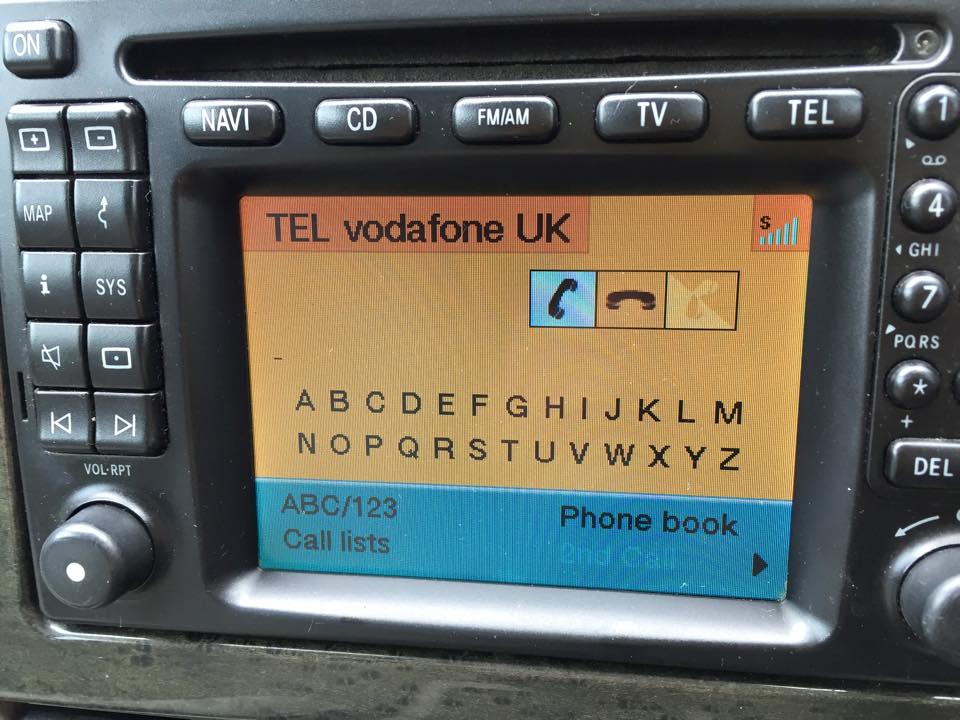 ON
NAVI CD FM/AM TV TEL
1
MAP
4
GHI
i SYS
7
PQRS
*
+
VOL·RPT
DEL
TEL vodafone UK
S
A B C D E F G H I J K L M
N O P Q R S T U V W X Y Z
ABC/123 Phone book
Call lists 2nd Call